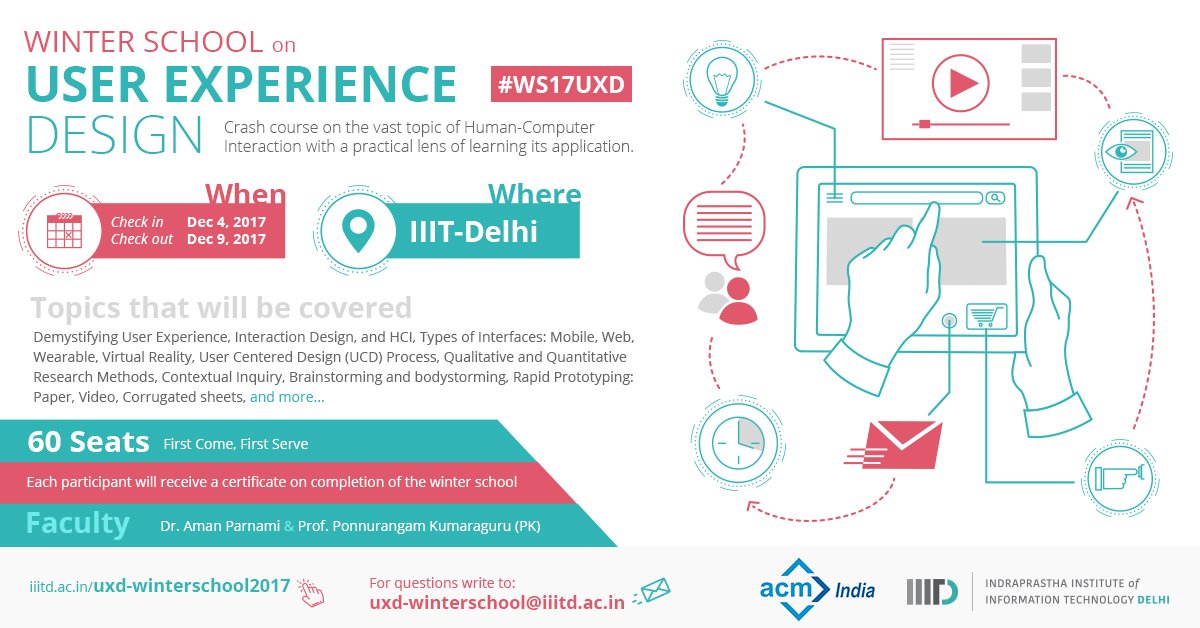 WINTER SCHOOL on
USER EXPERIENCE
DESIGN
#WS17UXD
Crash course on the vast topic of Human-Computer
Interaction with a practical lens of learning its application.
When
Check in Dec 4, 2017
Check out Dec 9, 2017
Where
IIIT-Delhi
Topics that will be covered
Demystifying User Experience, Interaction Design, and HCI, Types of Interfaces: Mobile, Web,
Wearable, Virtual Reality, User Centered Design (UCD) Process, Qualitative and Quantitative
Research Methods, Contextual Inquiry, Brainstorming and bodystorming, Rapid Prototyping:
Paper, Video, Corrugated sheets, and more...
60 Seats First Come, First Serve
Each participant will receive a certificate on completion of the winter school
Faculty Dr. Aman Parnami & Prof. Ponnurangam Kumaraguru (PK)
iiitd.ac.in/uxd-winterschool2017
For questions write to:
uxd-winterschool@iiitd.ac.in
acm India
IIITD
INDRAPRASTHA INSTITUTE of
INFORMATION TECHNOLOGY DELHI